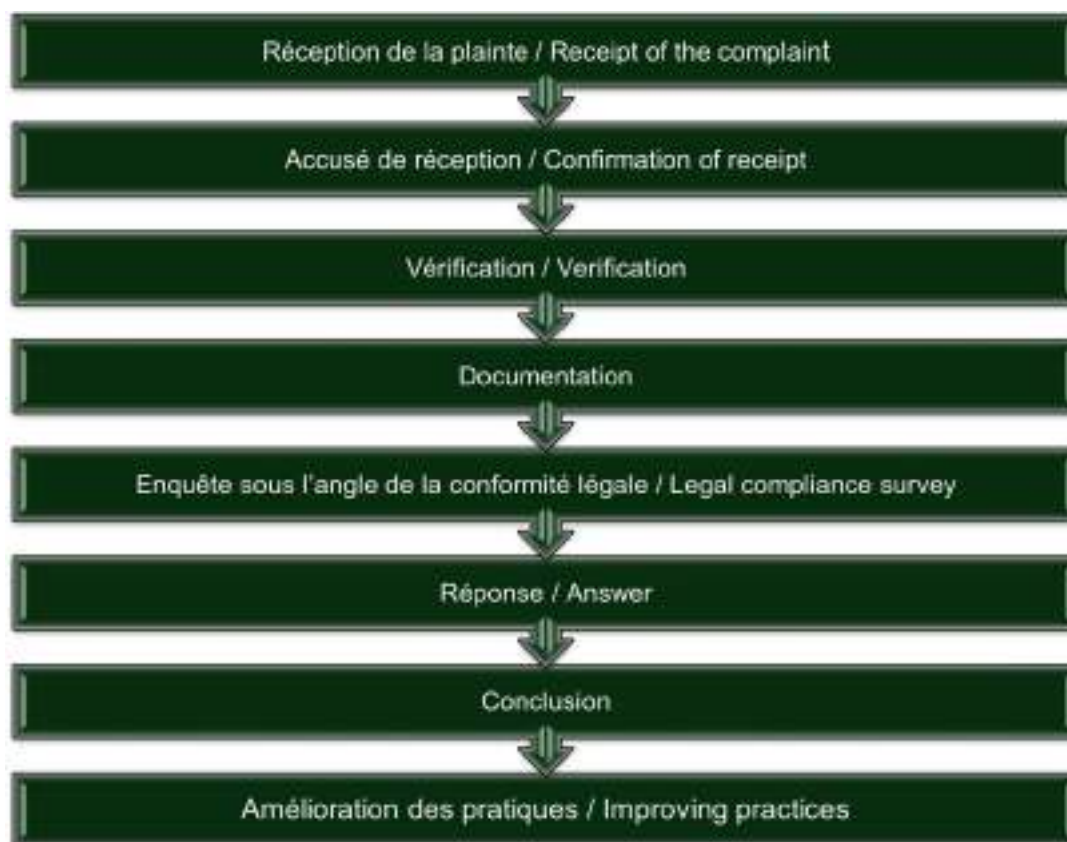 Réception de la plainte / Receipt of the complaint
Accusé de réception / Confirmation of receipt
Vérification / Verification
Documentation
Enquête sous l'angle de la conformité légale / Legal compliance survey
Réponse / Answer
Conclusion
Amélioration des pratiques / Improving practices